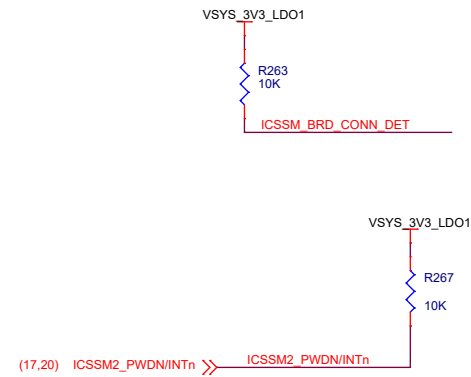 VSYS_3V3_LDO1
R263
10K
ICSSM_BRD_CONN_DET
VSYS_3V3_LDO1
R267
10K
(17,20) ICSSM2_PWDN/INTn ICSSM2_PWDN/INTn